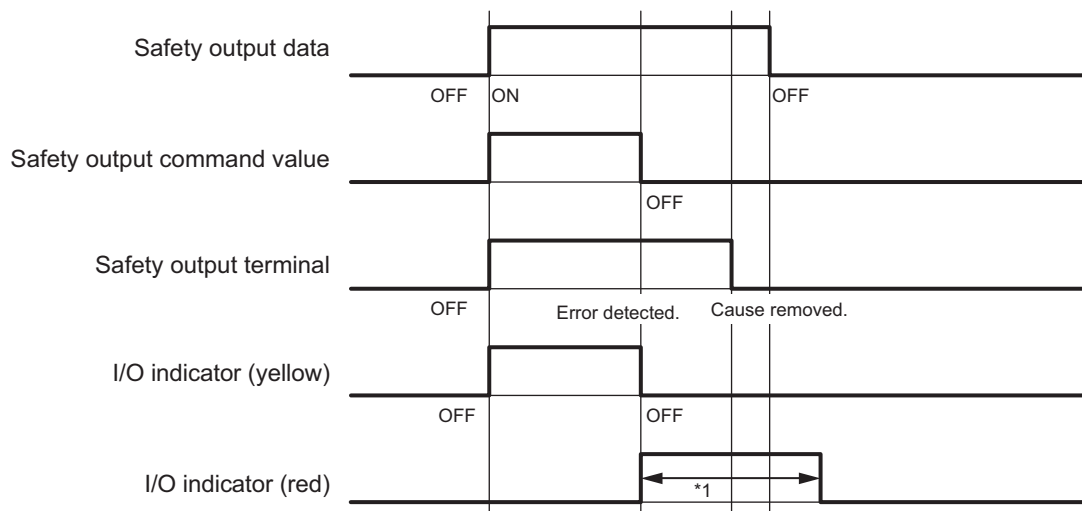 Safety output data
OFF ON OFF
Safety output command value
OFF
Safety output terminal
OFF Error detected. Cause removed.
I/O indicator (yellow)
OFF OFF
I/O indicator (red)
*1